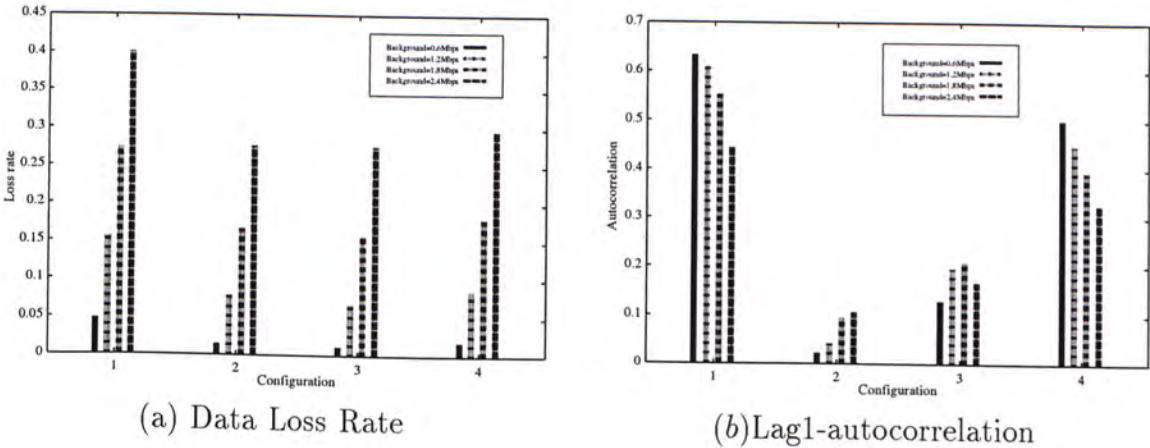 0.45
0.4
0.35
0.3
0.25
0.2
0.15
0.1
0.05
0
Loss rate
Background=0.6Mbps
Background=1.2Mbps
Background=1.8Mbps
Background=2.4Mbps
1 2 3 4
Configuration
(a) Data Loss Rate
0.7
0.6
0.5
0.4
0.3
0.2
0.1
0
Autocorrelation
Background=0.6Mbps
Background=1.2Mbps
Background=1.8Mbps
Background=2.4Mbps
1 2 3 4
Configuration
(b)Lag1-autocorrelation